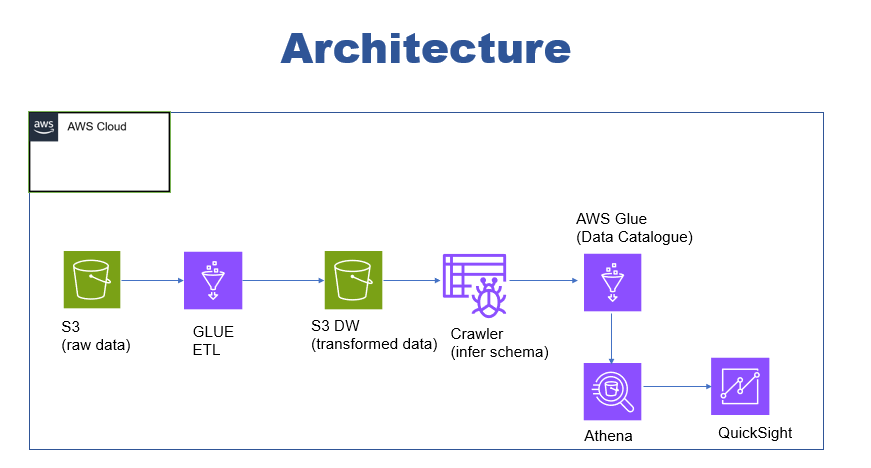 Architecture
aws
AWS Cloud
AWS Glue
(Data Catalogue)
S3
(raw data)
GLUE
ETL
S3 DW
(transformed data)
Crawler
(infer schema)
Athena
QuickSight